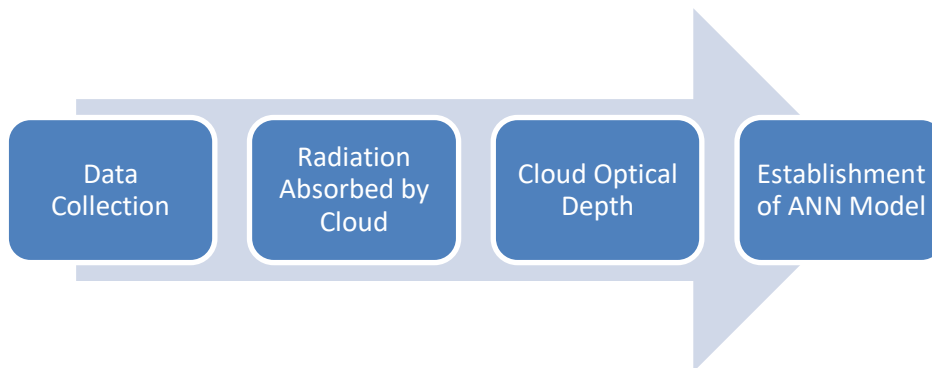 Data
Collection
Radiation
Absorbed by
Cloud
Cloud Optical
Depth
Establishment
of ANN Model